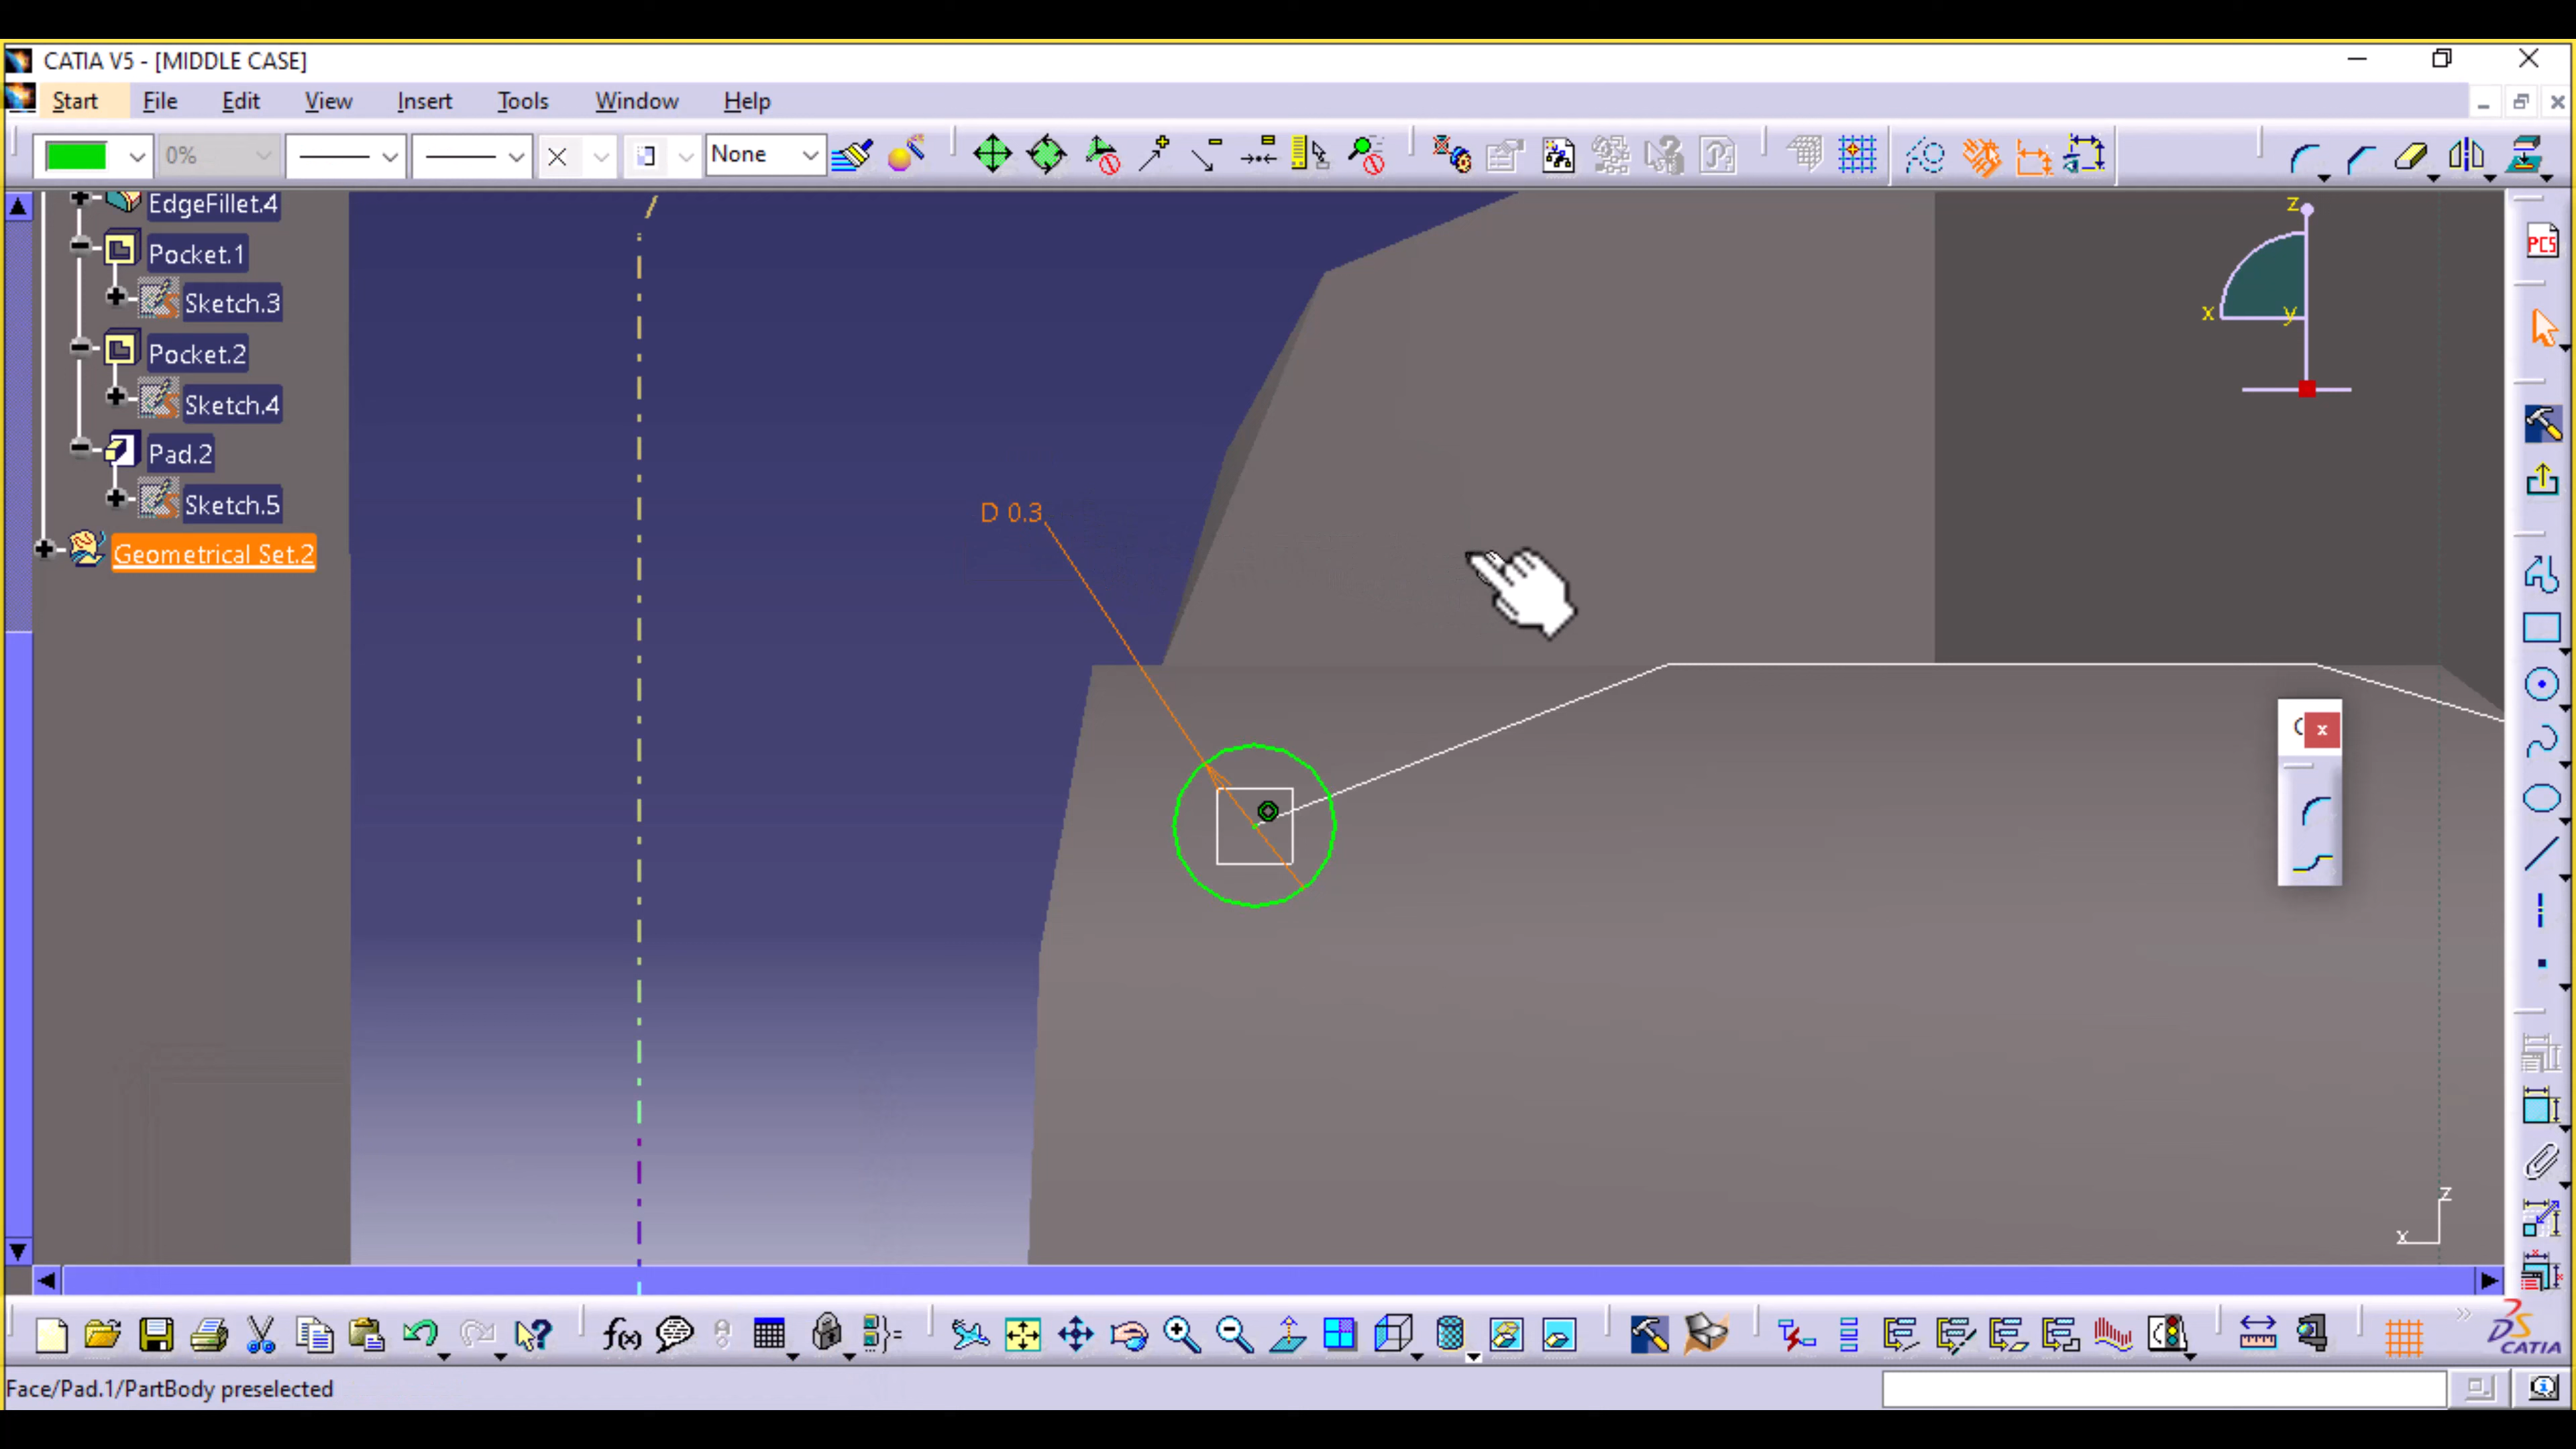 CATIA V5 - [MIDDLE CASE]
Start File Edit View Insert Tools Window Help
0% None
EdgeFillet.4
Pocket.1
Sketch.3
Pocket.2
Sketch.4
Pad.2
Sketch.5
Geometrical Set.2
D 0.3
z
x y
PCS
z
x
f(x)
CATIA
Face/Pad.1/PartBody preselected